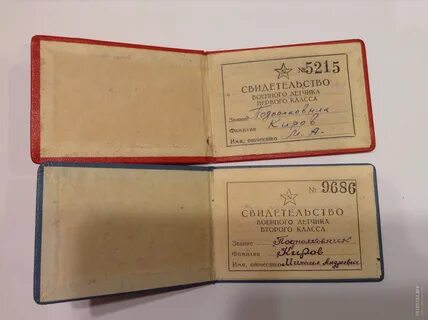 №5215
СВИДЕТЕЛЬСТВО
ВОЕННОГО ЛЕТЧИКА
ПЕРВОГО КЛАССА
Звание Подполковник
Фамилия Киров
Имя, отчество М. А.
№ 9686
СВИДЕТЕЛЬСТВО
ВОЕННОГО ЛЕТЧИКА
ВТОРОГО КЛАССА
Звание Подполковник
Фамилия Киров
Имя, отчество Михаил Андреевич